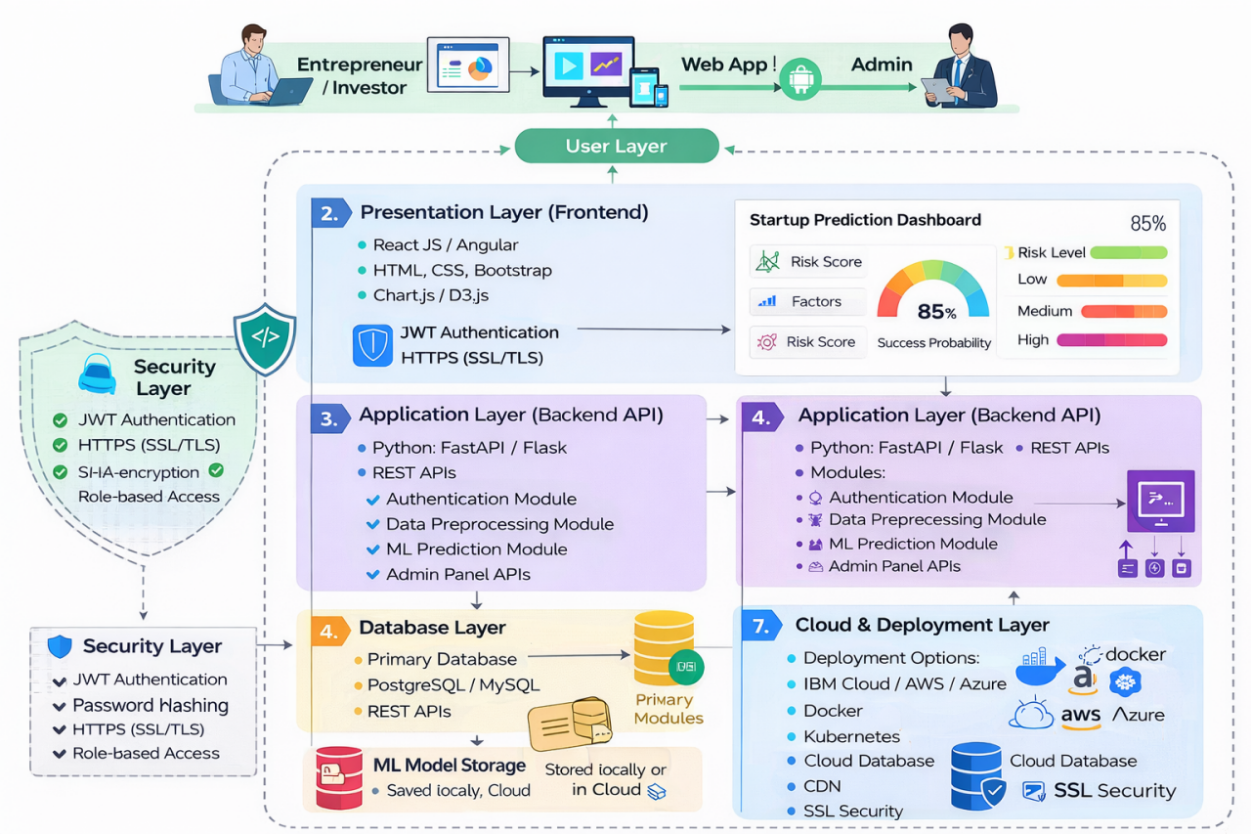 Entrepreneur
/ Investor
Web App !
Admin
User Layer
2. Presentation Layer (Frontend)
React JS / Angular
HTML, CSS, Bootstrap
Chart.js / D3.js
JWT Authentication
HTTPS (SSL/TLS)
Startup Prediction Dashboard
85%
Risk Score
Factors
Risk Score
85%
Success Probability
Risk Level
Low
Medium
High
</>
Security
Layer
JWT Authentication
HTTPS (SSL/TLS)
SI-IA-encryption
Role-based Access
3. Application Layer (Backend API)
Python: FastAPI / Flask
REST APIs
Authentication Module
Data Preprocessing Module
ML Prediction Module
Admin Panel APIs
4. Application Layer (Backend API)
Python: FastAPI / Flask • REST APIs
Modules:
Authentication Module
Data Preprecessing Module
ML Prediction Module
Admin Panel APIs
Security Layer
JWT Authentication
Password Hashing
HTTPS (SSL/TLS)
Role-based Access
4. Database Layer
Primary Database
PostgreSQL / MySQL
REST APIs
Primary
Modules
ML Model Storage
Saved localy, Cloud
Stored locally or
in Cloud
7. Cloud & Deployment Layer
Deployment Options:
IBM Cloud / AWS / Azure
Docker
Kubernetes
Cloud Database
CDN
SSL Security
docker
a
aws
Azure
Cloud Database
SSL Security